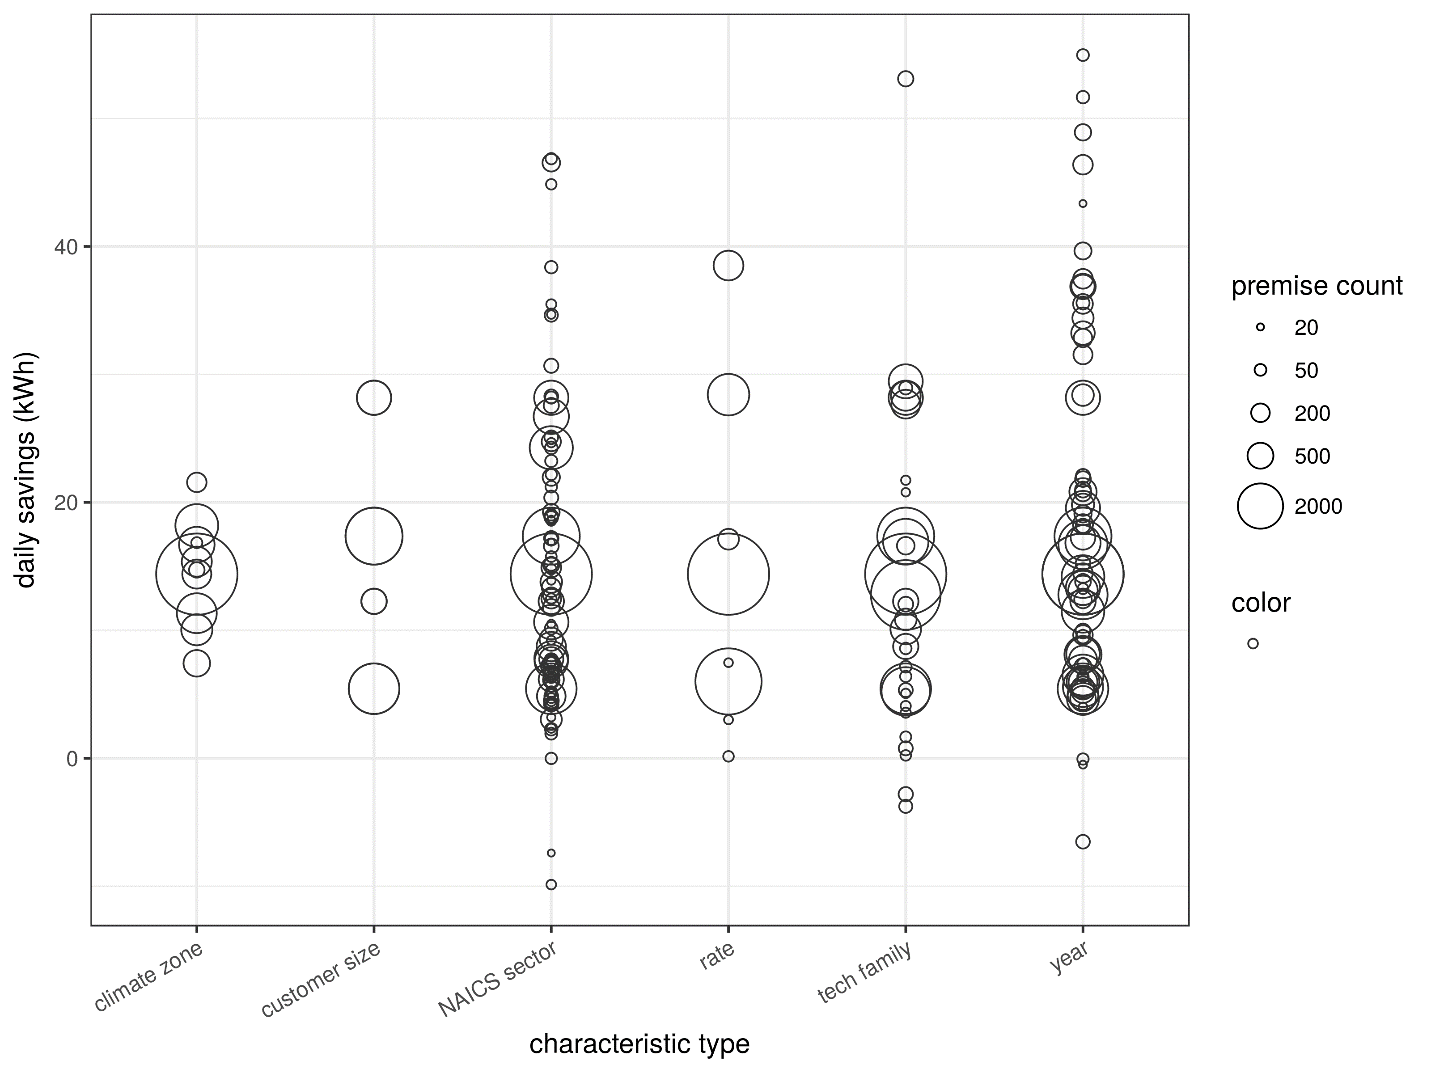 daily savings (kWh)
40
20
0
climate zone
customer size
NAICS sector
rate
tech family
year
characteristic type
premise count
20
50
200
500
2000
color